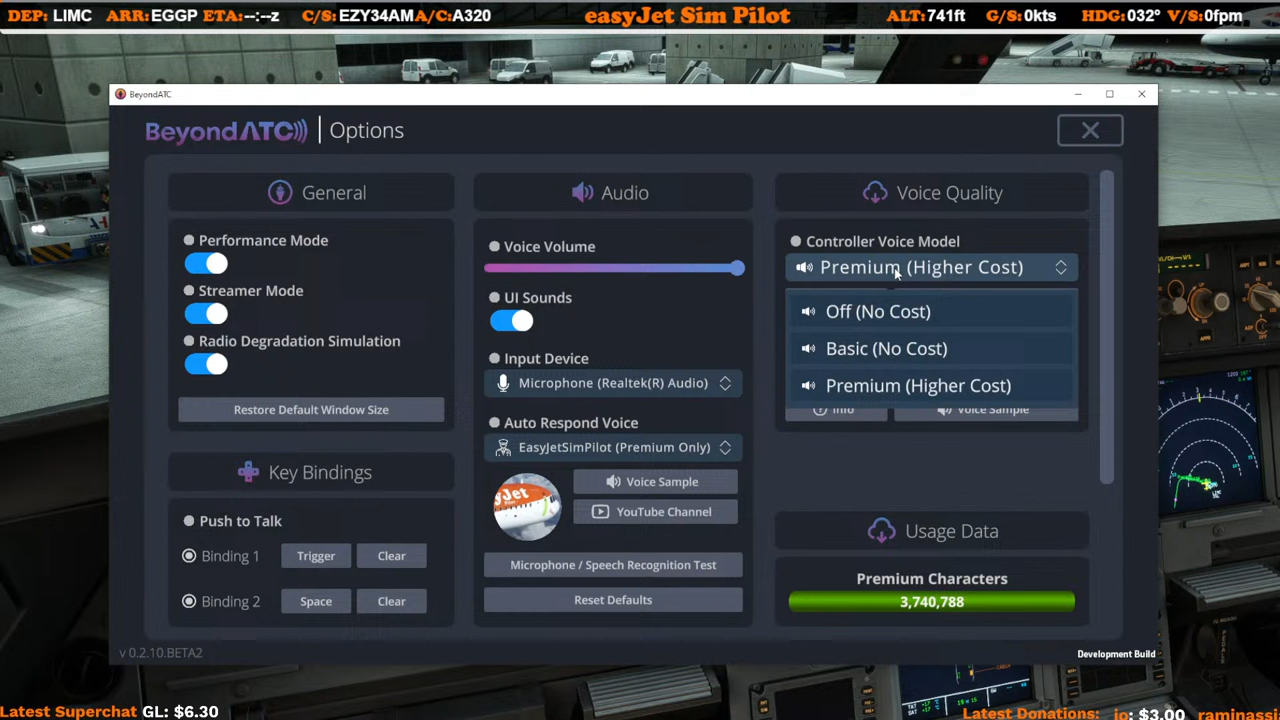 DEP: LIMC ARR:EGGP ETA:--:--z C/S: EZY34AM A/C: A320 easyJet Sim Pilot ALT:741ft G/S:0kts HDG:032° V/S:0fpm
BeyondATC
BeyondATC Options
General
Performance Mode
Streamer Mode
Radio Degradation Simulation
Restore Default Window Size
Key Bindings
Push to Talk
Binding 1 Trigger Clear
Binding 2 Space Clear
Audio
Voice Volume
UI Sounds
Input Device
Microphone (Realtek(R) Audio)
Auto Respond Voice
EasyJetSimPilot (Premium Only)
Voice Sample
YouTube Channel
Microphone / Speech Recognition Test
Reset Defaults
Voice Quality
Controller Voice Model
Premium (Higher Cost)
Off (No Cost)
Basic (No Cost)
Premium (Higher Cost)
Info Voice Sample
Usage Data
Premium Characters
3,740,788
v 0.2.10.BETA2
Development Build
Latest Superchat GL: $6.30
Latest Donations: jo: $3.00 raminassi